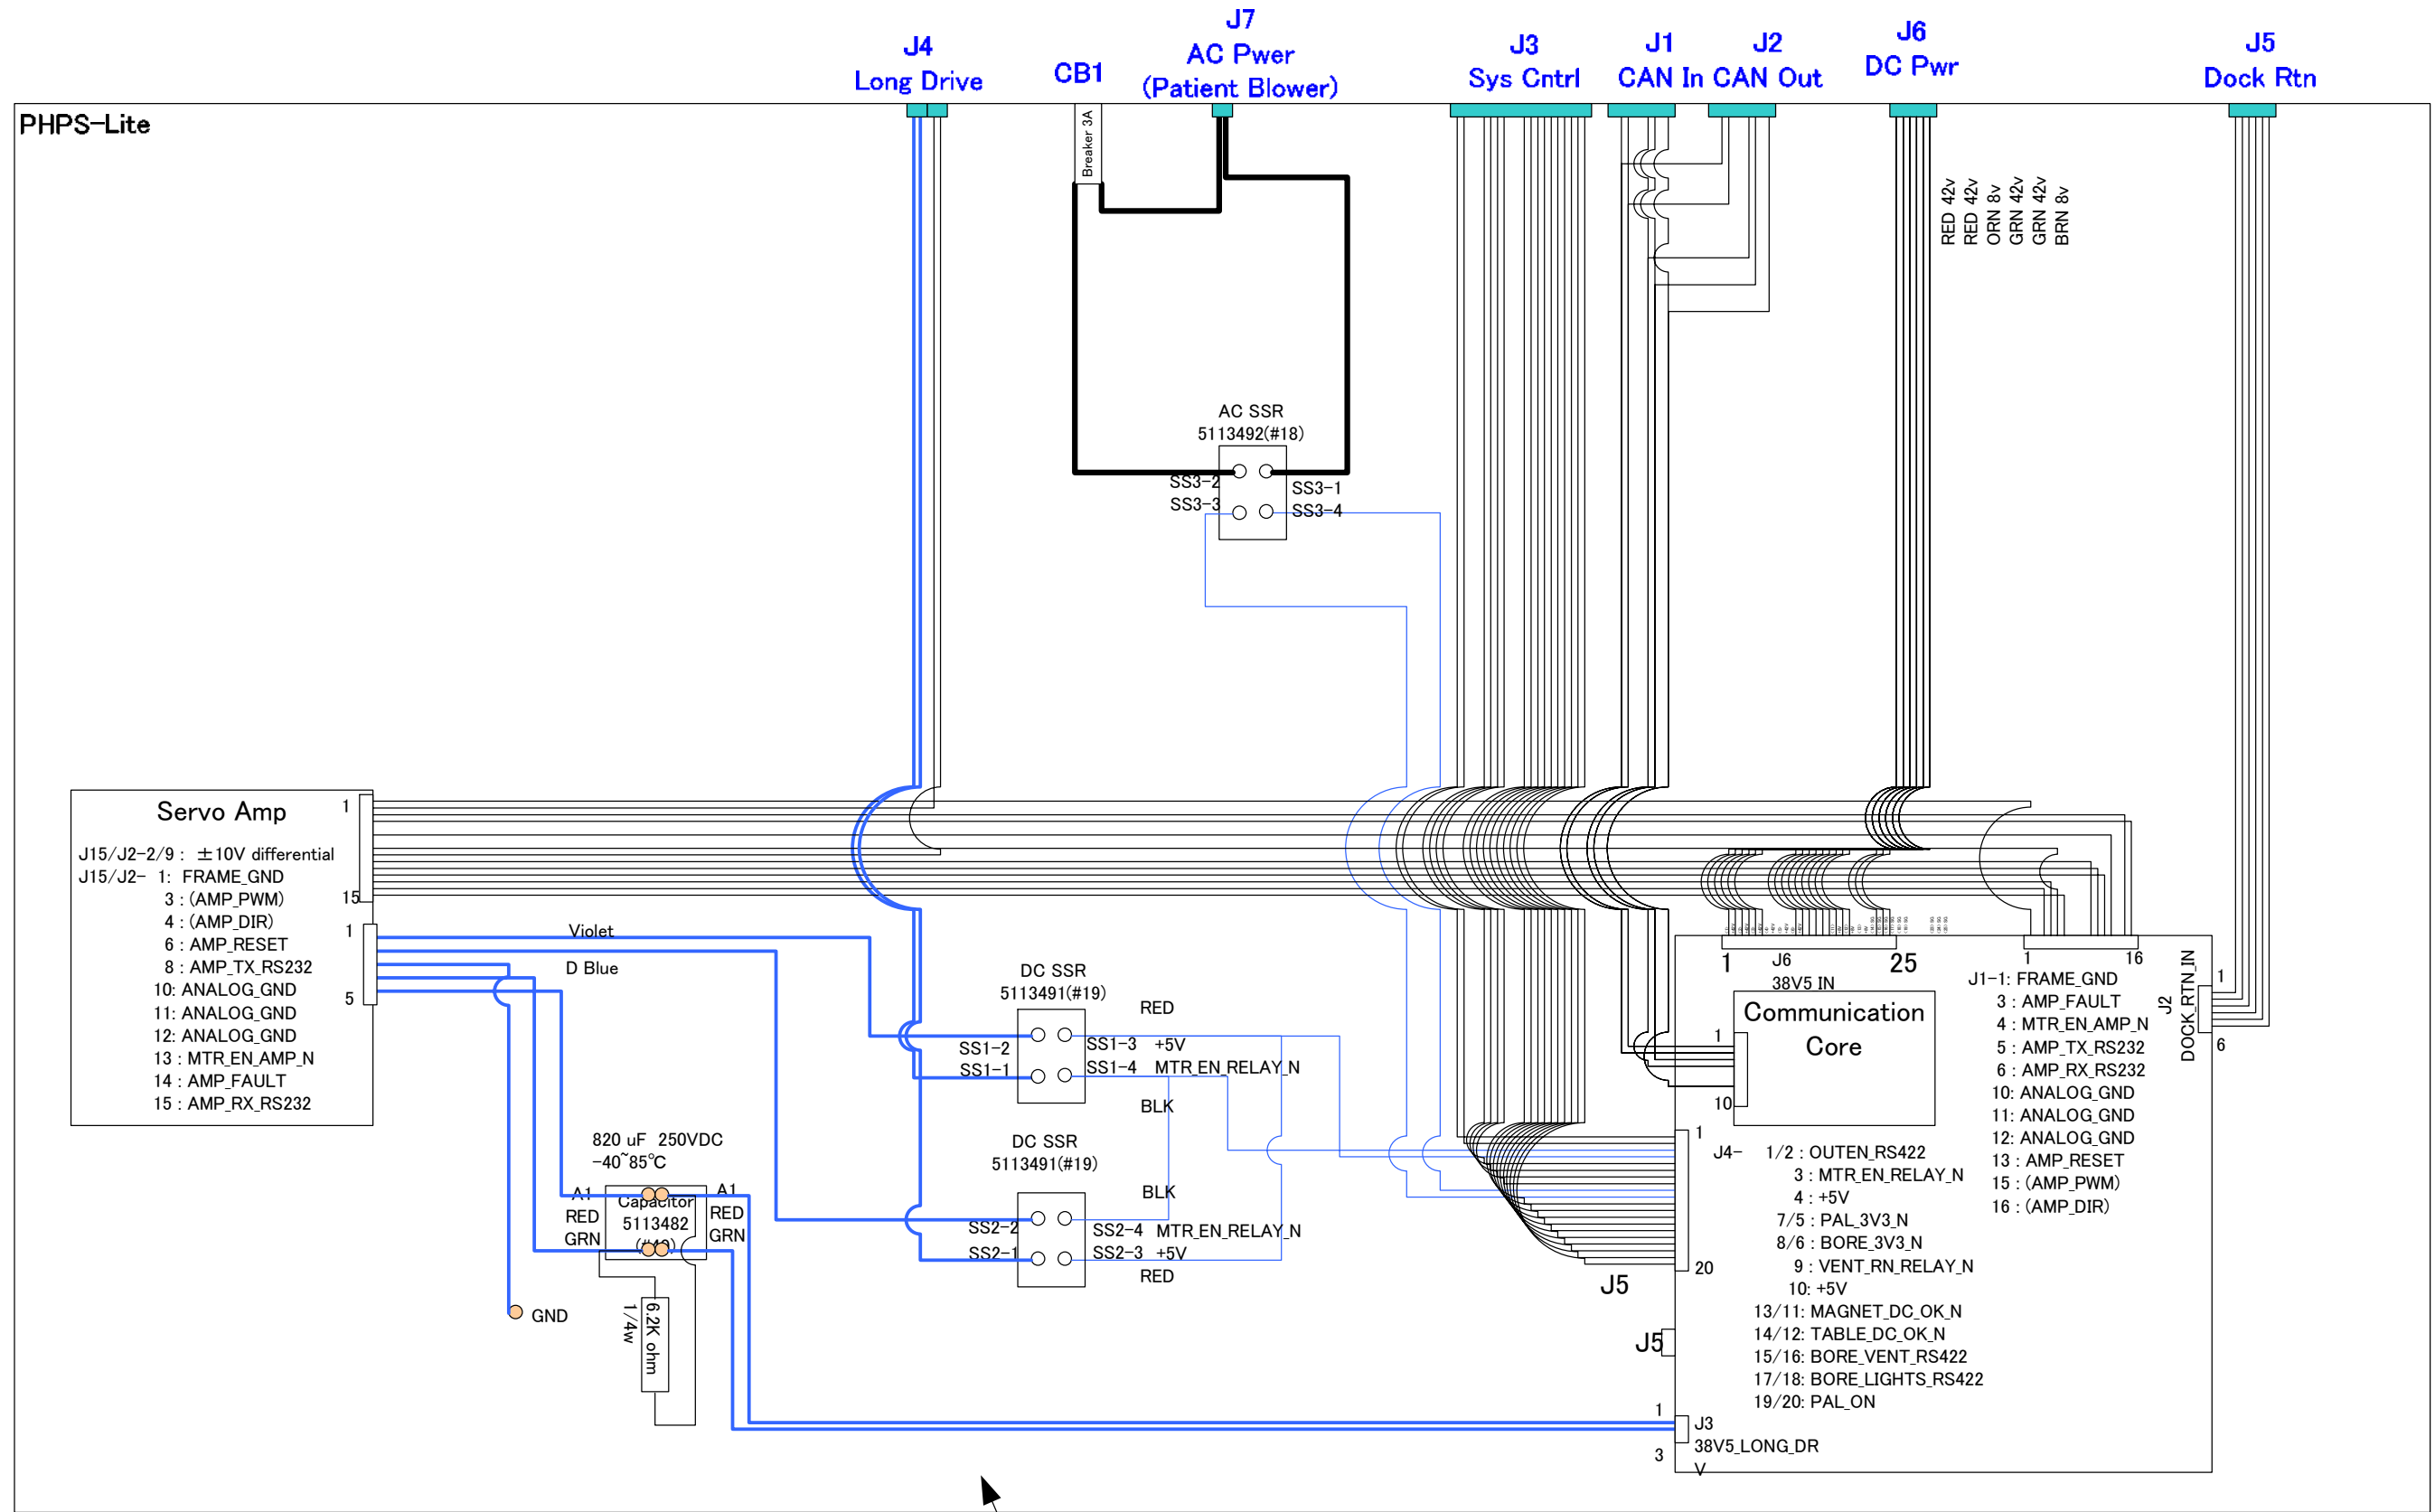 J4
Long Drive
CB1
J7
AC Pwer
(Patient Blower)
J3
Sys Cntrl
J1
CAN In
J2
CAN Out
J6
DC Pwr
J5
Dock Rtn
PHPS-Lite
Breaker 3A
RED 42v
RED 42v
ORN 8v
GRN 42v
GRN 42v
BRN 8v
AC SSR
5113492(#18)
SS3-2
SS3-3
SS3-1
SS3-4
Servo Amp
1
15
J15/J2-2/9 : ±10V differential
J15/J2- 1: FRAME_GND
3 : (AMP_PWM)
4 : (AMP_DIR)
6 : AMP_RESET
8 : AMP_TX_RS232
10: ANALOG_GND
11: ANALOG_GND
12: ANALOG_GND
13 : MTR_EN_AMP_N
14 : AMP_FAULT
15 : AMP_RX_RS232
1
5
Violet
D Blue
DC SSR
5113491(#19)
RED
SS1-2
SS1-1
SS1-3 +5V
SS1-4 MTR_EN_RELAY_N
BLK
DC SSR
5113491(#19)
BLK
SS2-2
SS2-1
SS2-4 MTR_EN_RELAY_N
SS2-3 +5V
RED
820 uF 250VDC
-40~85℃
A1
RED
GRN
Capacitor
5113482
A1
RED
GRN
6.2K ohm
1/4w
GND
1
J6
25
38V5 IN
Communication
Core
1
10
1
16
J1-1: FRAME_GND
3 : AMP_FAULT
4 : MTR_EN_AMP_N
5 : AMP_TX_RS232
6 : AMP_RX_RS232
10: ANALOG_GND
11: ANALOG_GND
12: ANALOG_GND
13 : AMP_RESET
15 : (AMP_PWM)
16 : (AMP_DIR)
J2
DOCK_RTN_IN
1
6
1
20
J4- 1/2 : OUTEN_RS422
3 : MTR_EN_RELAY_N
4 : +5V
7/5 : PAL_3V3_N
8/6 : BORE_3V3_N
9 : VENT_RN_RELAY_N
10: +5V
13/11: MAGNET_DC_OK_N
14/12: TABLE_DC_OK_N
15/16: BORE_VENT_RS422
17/18: BORE_LIGHTS_RS422
19/20: PAL_ON
J5
J5
1
3
J3
38V5_LONG_DR
V